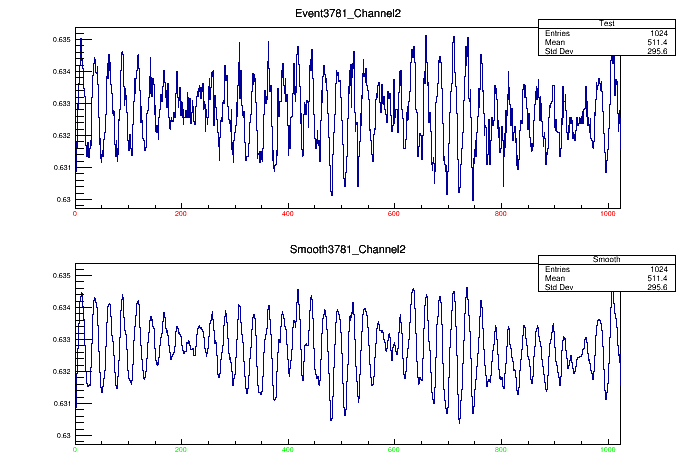 Event3781_Channel2
Test
Entries 1024
Mean 511.4
Std Dev 295.6
0.635
0.634
0.633
0.632
0.631
0.63
0 200 400 600 800 1000
Smooth3781_Channel2
Smooth
Entries 1024
Mean 511.4
Std Dev 295.6
0.635
0.634
0.633
0.632
0.631
0.63
0 200 400 600 800 1000